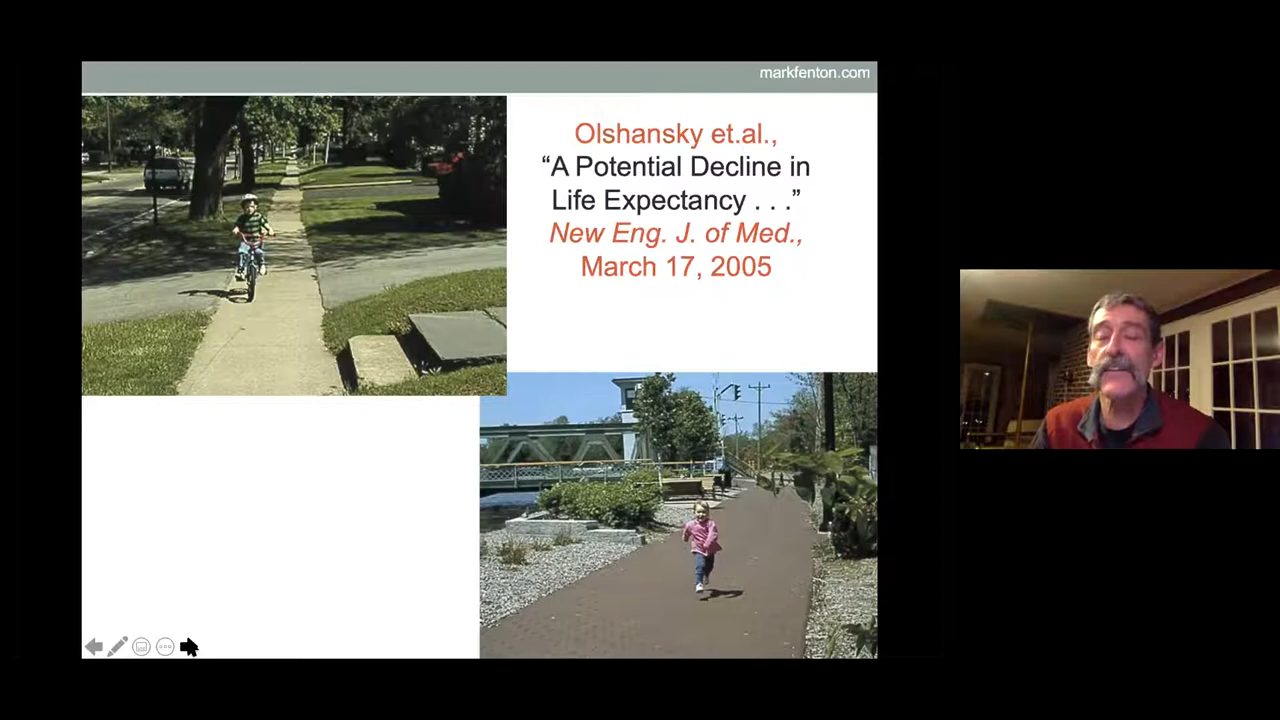 markfenton.com
Olshansky et.al.,
“A Potential Decline in
Life Expectancy . . .”
New Eng. J. of Med.,
March 17, 2005